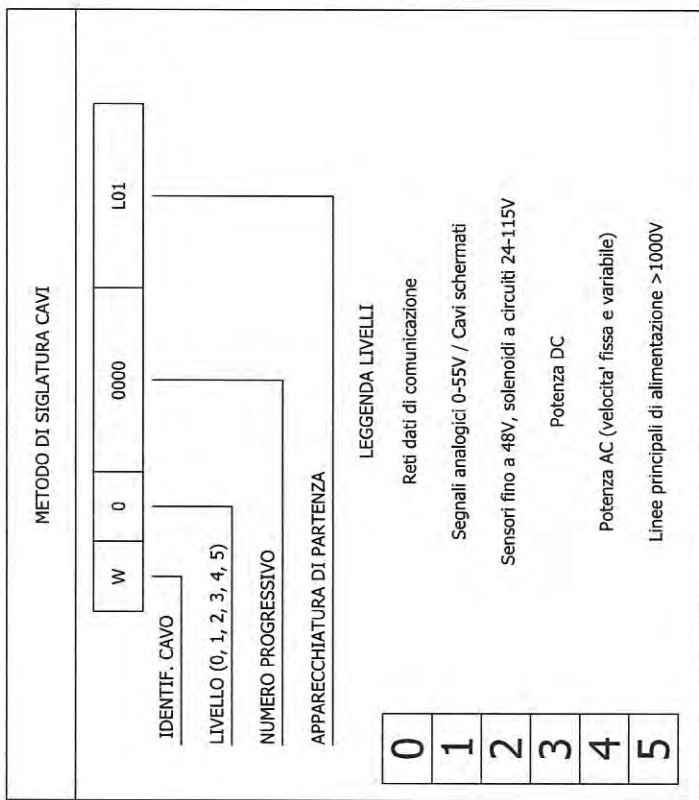 METODO DI SIGLATURA CAVI
W 0 0000 L01
IDENTIF. CAVO
LIVELLO (0, 1, 2, 3, 4, 5)
NUMERO PROGRESSIVO
APPARECCHIATURA DI PARTENZA
LEGGENDA LIVELLI
0 Reti dati di comunicazione
1 Segnali analogici 0-55V / Cavi schermati
2 Sensori fino a 48V, solenoidi a circuiti 24-115V
3 Potenza DC
4 Potenza AC (velocita' fissa e variabile)
5 Linee principali di alimentazione >1000V